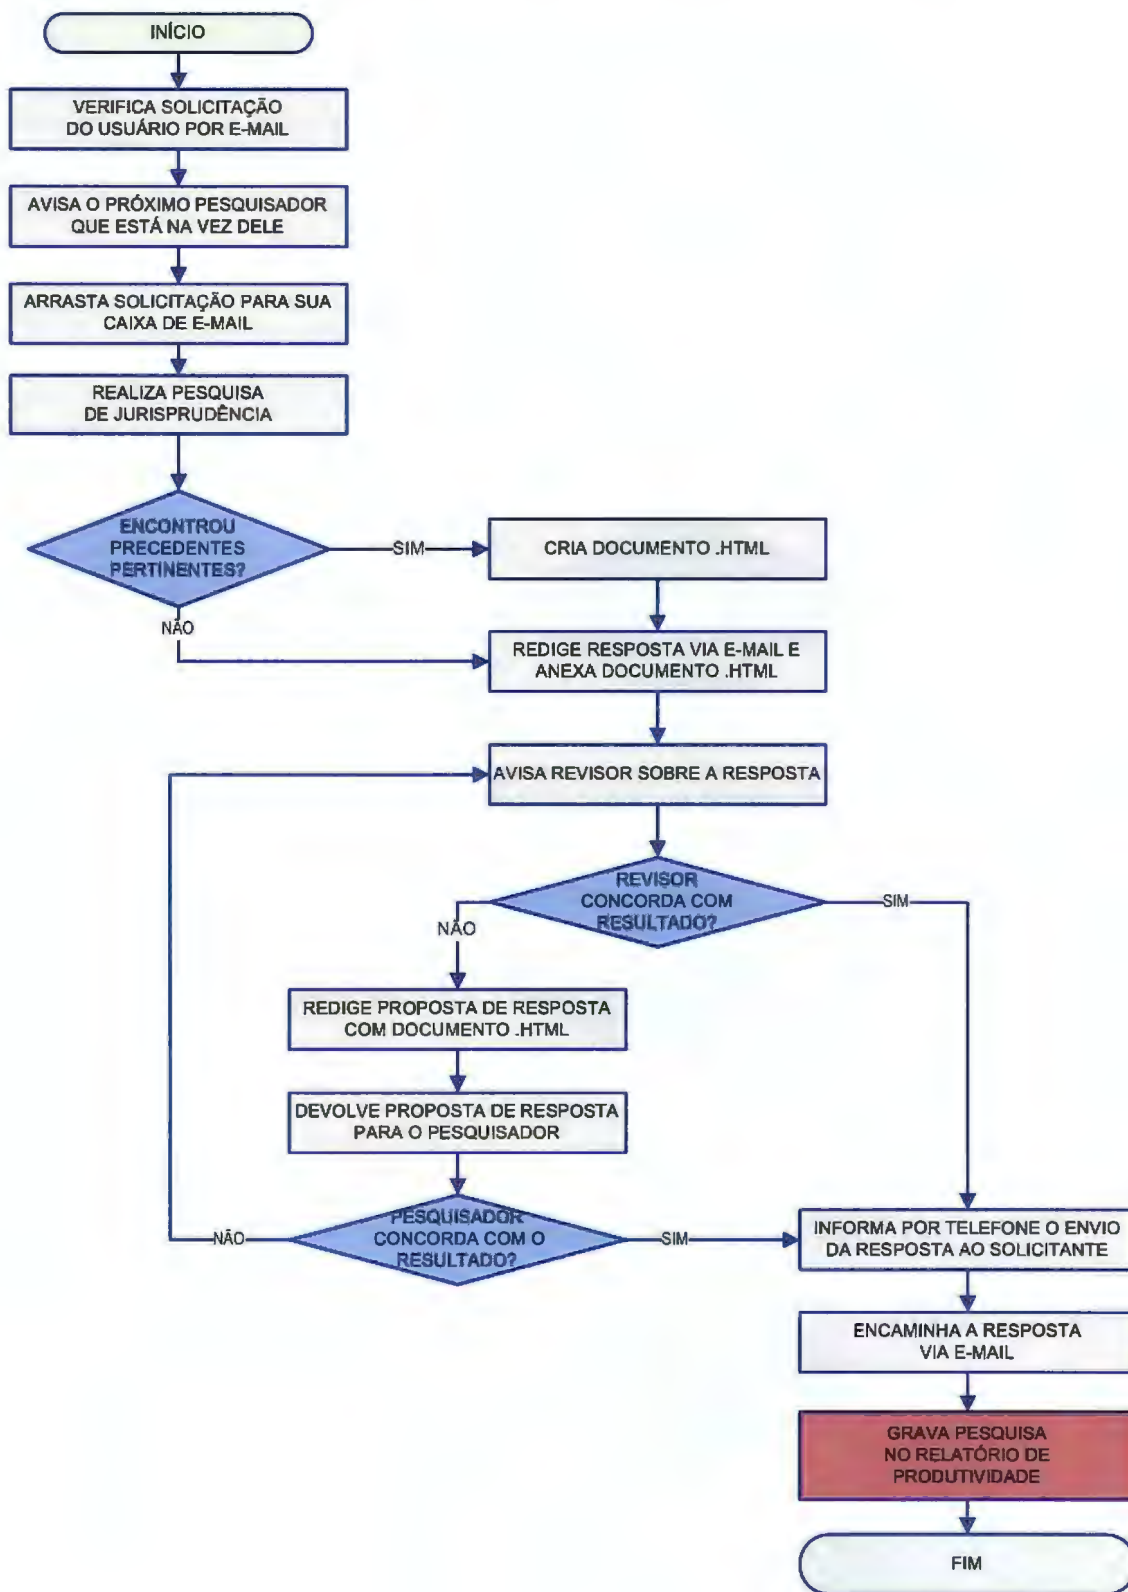 INÍCIO
VERIFICA SOLICITAÇÃO
DO USUÁRIO POR E-MAIL
AVISA O PRÓXIMO PESQUISADOR
QUE ESTÁ NA VEZ DELE
ARRASTA SOLICITAÇÃO PARA SUA
CAIXA DE E-MAIL
REALIZA PESQUISA
DE JURISPRUDÊNCIA
ENCONTROU
PRECEDENTES
PERTINENTES?
SIM
CRIA DOCUMENTO .HTML
NÃO
REDIGE RESPOSTA VIA E-MAIL E
ANEXA DOCUMENTO .HTML
AVISA REVISOR SOBRE A RESPOSTA
REVISOR
CONCORDA COM
RESULTADO?
SIM
NÃO
REDIGE PROPOSTA DE RESPOSTA
COM DOCUMENTO .HTML
DEVOLVE PROPOSTA DE RESPOSTA
PARA O PESQUISADOR
PESQUISADOR
CONCORDA COM O
RESULTADO?
NÃO
SIM
INFORMA POR TELEFONE O ENVIO
DA RESPOSTA AO SOLICITANTE
ENCAMINHA A RESPOSTA
VIA E-MAIL
GRAVA PESQUISA
NO RELATÓRIO DE
PRODUTIVIDADE
FIM